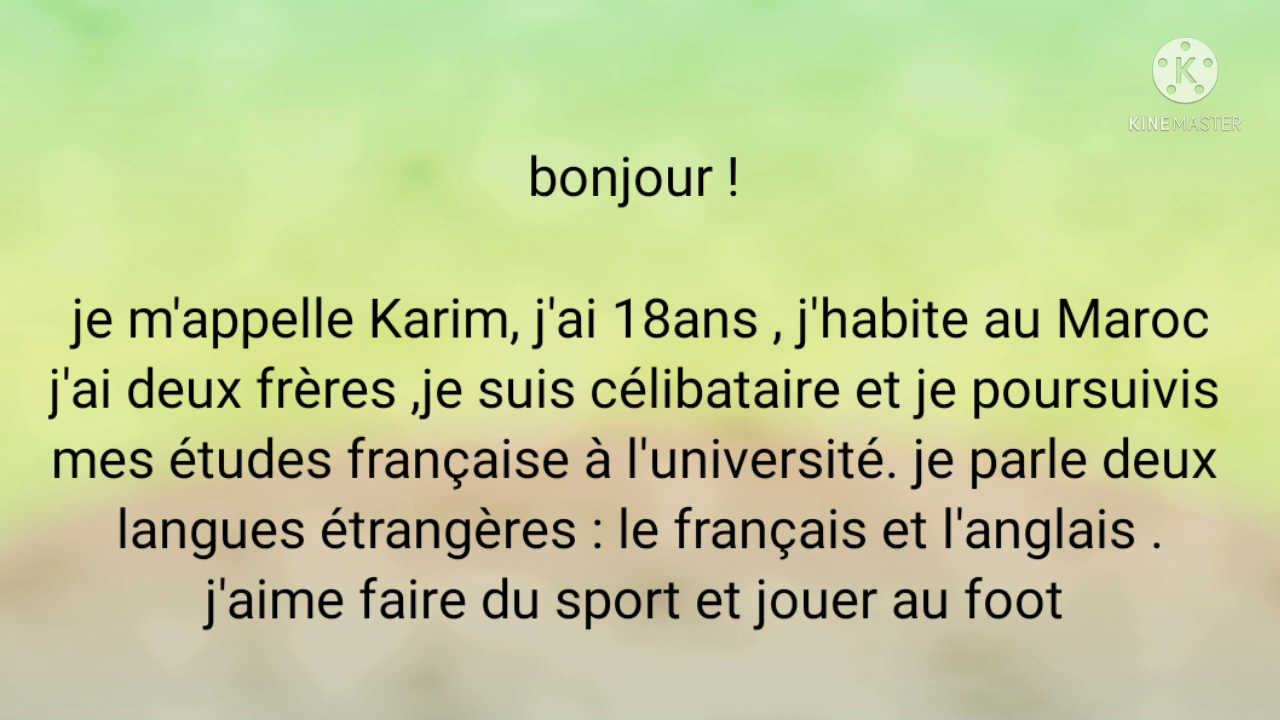 KINEMASTER
bonjour !
je m'appelle Karim, j'ai 18ans , j'habite au Maroc
j'ai deux frères ,je suis célibataire et je poursuivis
mes études française à l'université. je parle deux
langues étrangères : le français et l'anglais .
j'aime faire du sport et jouer au foot